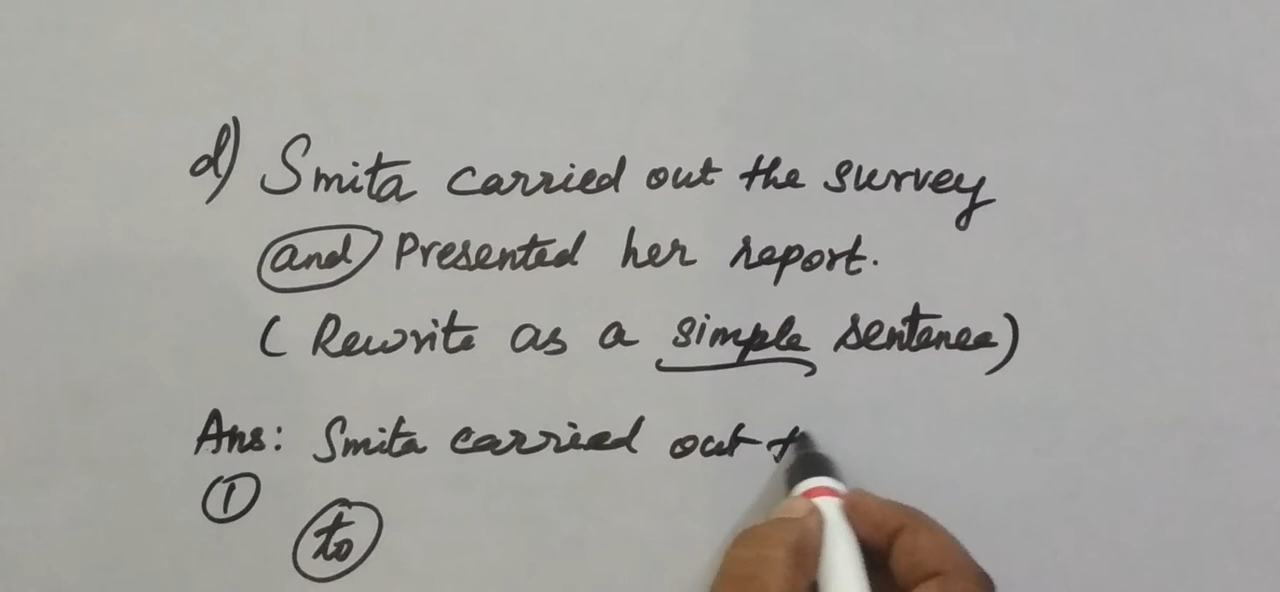 d) Smita carried out the survey
and Presented her report.
( Rewrite as a simple sentence)
Ans: Smita carried out t
1
to